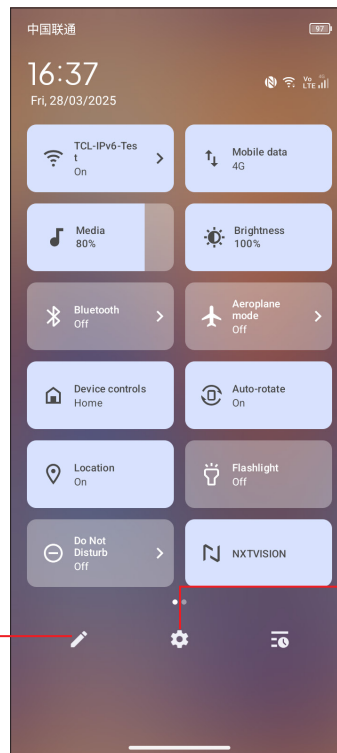 中国联通
97
16:37
Fri, 28/03/2025
Vo
LTE
4G
TCL-IPv6-Tes
t
On
Mobile data
4G
Media
80%
Brightness
100%
Bluetooth
Off
Aeroplane
mode
Off
Device controls
Home
Auto-rotate
On
Location
On
Flashlight
Off
Do Not
Disturb
Off
NXTVISION